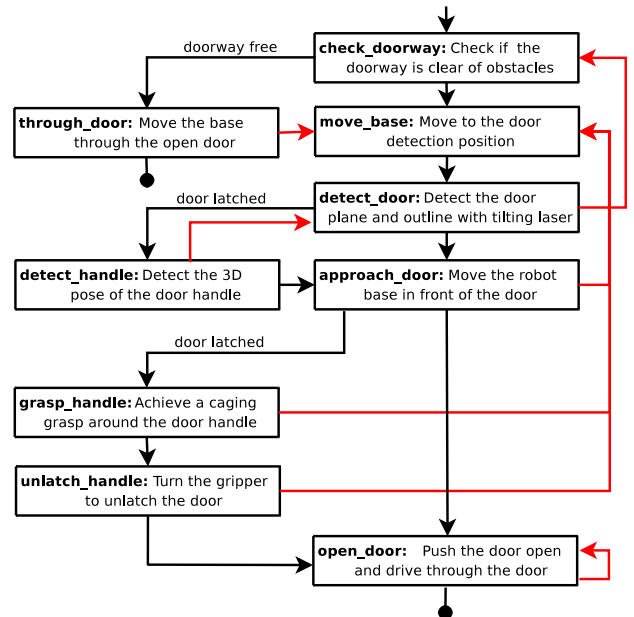 doorway free
check_doorway: Check if the
doorway is clear of obstacles
through_door: Move the base
through the open door
move_base: Move to the door
detection position
door latched
detect_door: Detect the door
plane and outline with tilting laser
detect_handle: Detect the 3D
pose of the door handle
approach_door: Move the robot
base in front of the door
door latched
grasp_handle: Achieve a caging
grasp around the door handle
unlatch_handle: Turn the gripper
to unlatch the door
open_door: Push the door open
and drive through the door